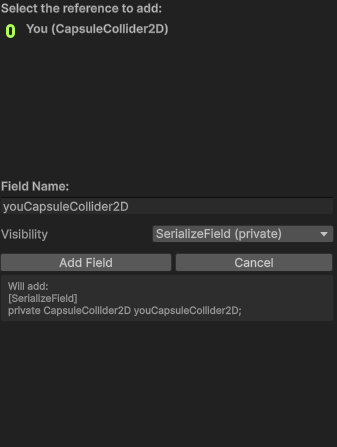 Select the reference to add:
You (CapsuleCollider2D)
Field Name:
youCapsuleCollider2D
Visibility
SerializeField (private)
Add Field
Cancel
Will add:
[SerializeField]
private CapsuleCollider2D youCapsuleCollider2D;